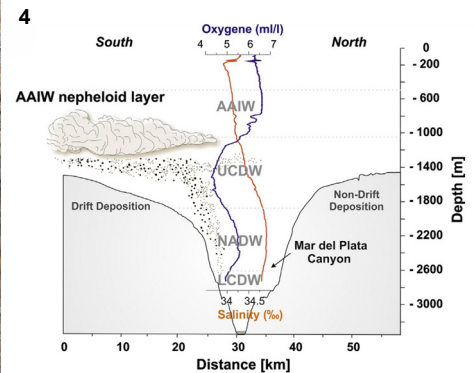 4
Oxygene (ml/l)
South
4 5 6 7
North
0
- 200
AAIW nepheloid layer
AAIW
- 600
- 1000
UCDW
- 1400
Drift Deposition
Non-Drift
Deposition
- 1800
Depth [m]
NADW
Mar del Plata
Canyon
- 2200
LCDW
- 2600
34 34.5
Salinity (‰)
- 3000
0 10 20 30 40 50
Distance [km]